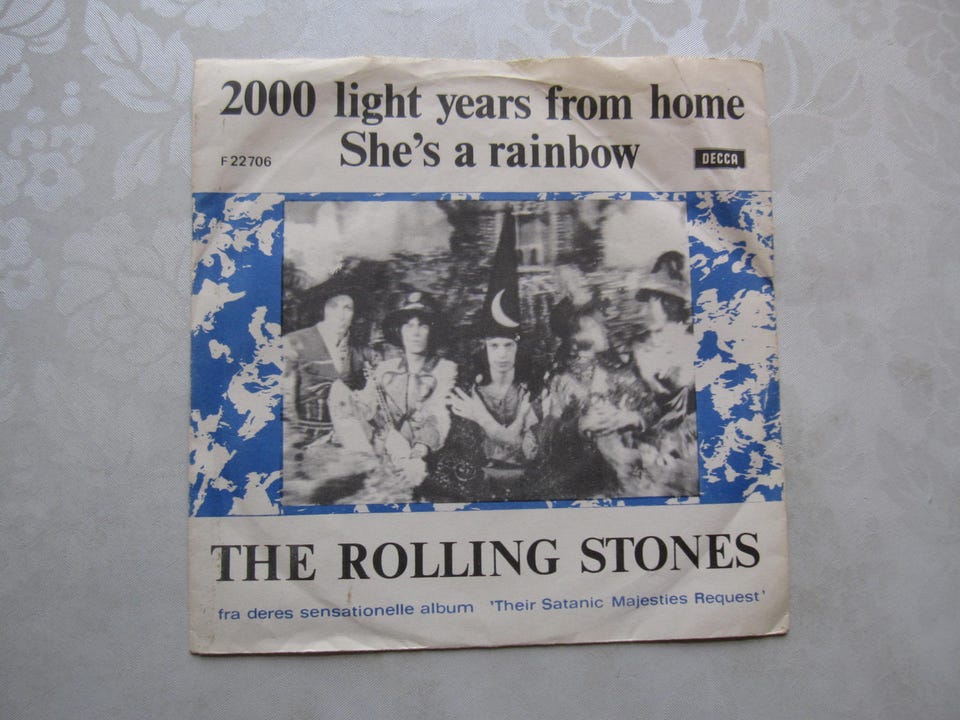 2000 light years from home
She's a rainbow
F 22706
DECCA
THE ROLLING STONES
fra deres sensationelle album 'Their Satanic Majesties Request'